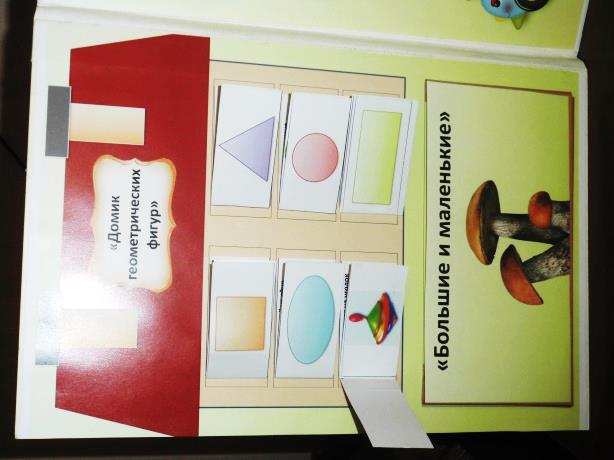 «Домик
геометрических
фигур»
«Большие и маленькие»